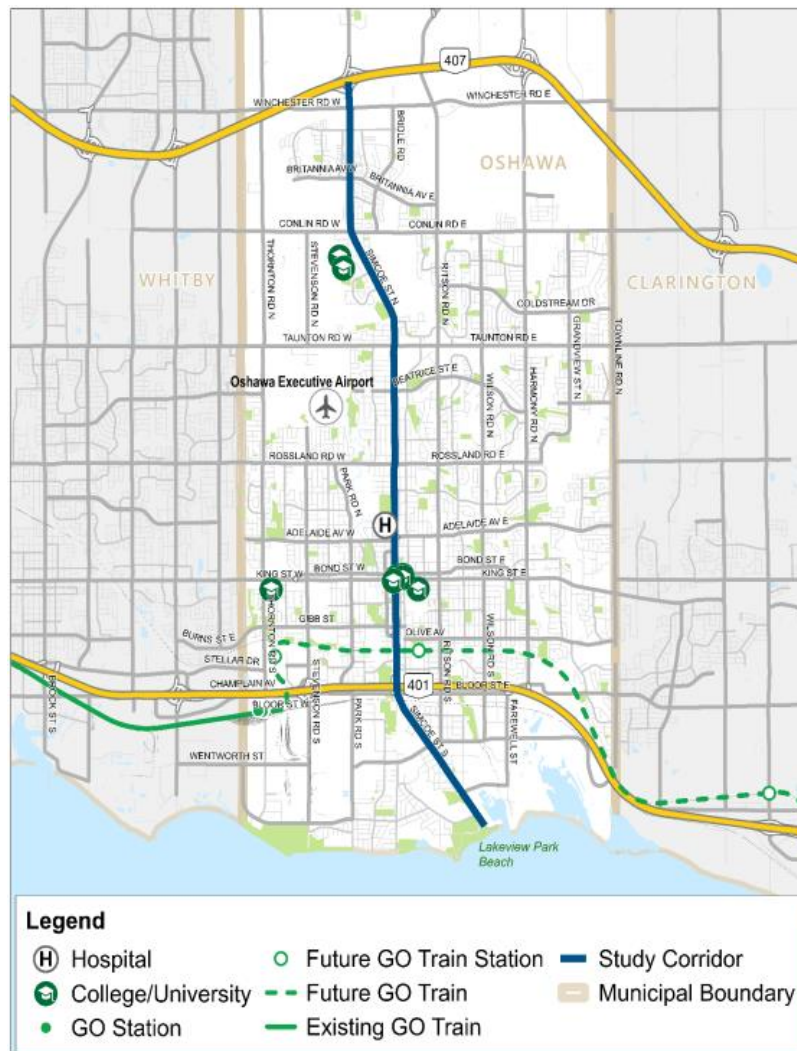 407
WINCHESTER RD W
WINCHESTER RD E
BRIDLE RD
OSHAWA
BRITANNIA AV W
BRITANNIA AV E
CONLIN RD W
CONLIN RD E
THORNTON RD N
STEVENSON RD N
SIMCOE ST N
RITSON RD N
WHITBY
CLARINGTON
COLDSTREAM DR
GRANDVIEW ST N
TOWNLINE RD N
TAUNTON RD W
TAUNTON RD E
Oshawa Executive Airport
BEATRICE ST E
WILSON RD N
HARMONY RD N
ROSSLAND RD W
ROSSLAND RD E
PARK RD N
H
ADELAIDE AV W
ADELAIDE AV E
BOND ST W
BOND ST E
KING ST W
KING ST E
THORNTON RD S
GIBB ST
BURNS ST E
OLIVE AV
WILSON RD S
RITSON RD S
STELLAR DR
STEVENSON RD S
CHAMPLAIN AV
401
BLOOR ST E
BROCK ST S
BLOOR ST W
PARK RD S
SIMCOE ST S
FAREWELL ST
WENTWORTH ST
Lakeview Park
Beach
Legend
H Hospital
College/University
GO Station
Future GO Train Station
Future GO Train
Existing GO Train
Study Corridor
Municipal Boundary